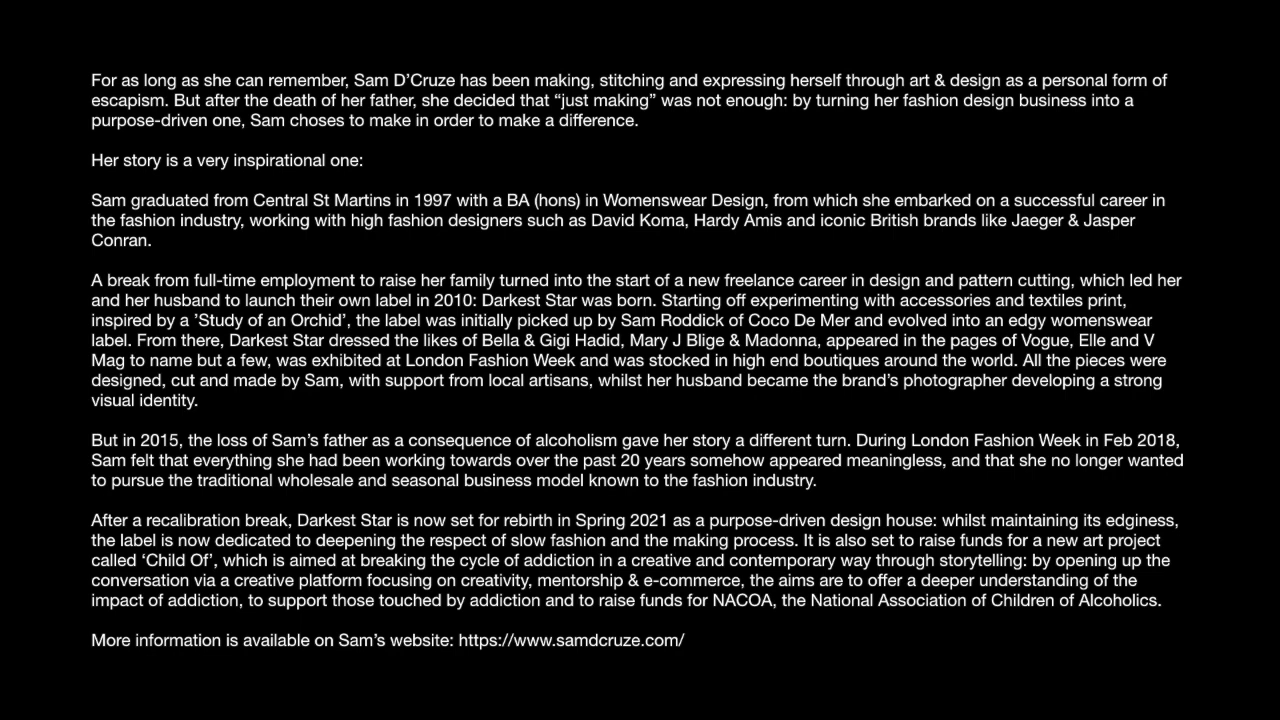 For as long as she can remember, Sam D’Cruze has been making, stitching and expressing herself through art & design as a personal form of
escapism. But after the death of her father, she decided that “just making” was not enough: by turning her fashion design business into a
purpose-driven one, Sam choses to make in order to make a difference.
Her story is a very inspirational one:
Sam graduated from Central St Martins in 1997 with a BA (hons) in Womenswear Design, from which she embarked on a successful career in
the fashion industry, working with high fashion designers such as David Koma, Hardy Amis and iconic British brands like Jaeger & Jasper
Conran.
A break from full-time employment to raise her family turned into the start of a new freelance career in design and pattern cutting, which led her
and her husband to launch their own label in 2010: Darkest Star was born. Starting off experimenting with accessories and textiles print,
inspired by a ’Study of an Orchid’, the label was initially picked up by Sam Roddick of Coco De Mer and evolved into an edgy womenswear
label. From there, Darkest Star dressed the likes of Bella & Gigi Hadid, Mary J Blige & Madonna, appeared in the pages of Vogue, Elle and V
Mag to name but a few, was exhibited at London Fashion Week and was stocked in high end boutiques around the world. All the pieces were
designed, cut and made by Sam, with support from local artisans, whilst her husband became the brand’s photographer developing a strong
visual identity.
But in 2015, the loss of Sam’s father as a consequence of alcoholism gave her story a different turn. During London Fashion Week in Feb 2018,
Sam felt that everything she had been working towards over the past 20 years somehow appeared meaningless, and that she no longer wanted
to pursue the traditional wholesale and seasonal business model known to the fashion industry.
After a recalibration break, Darkest Star is now set for rebirth in Spring 2021 as a purpose-driven design house: whilst maintaining its edginess,
the label is now dedicated to deepening the respect of slow fashion and the making process. It is also set to raise funds for a new art project
called ‘Child Of’, which is aimed at breaking the cycle of addiction in a creative and contemporary way through storytelling: by opening up the
conversation via a creative platform focusing on creativity, mentorship & e-commerce, the aims are to offer a deeper understanding of the
impact of addiction, to support those touched by addiction and to raise funds for NACOA, the National Association of Children of Alcoholics.
More information is available on Sam’s website: https://www.samdcruze.com/